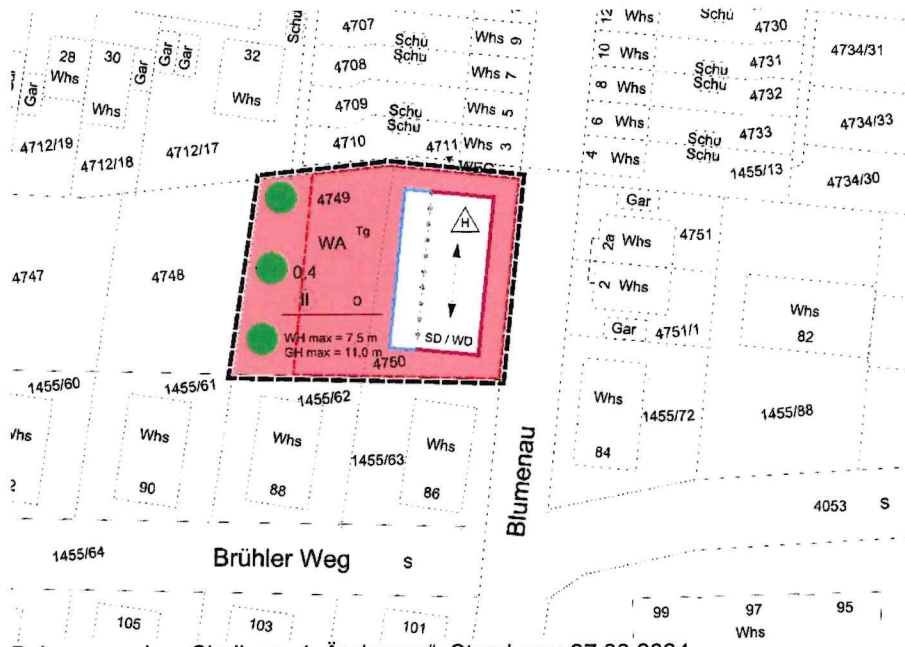 4707
Schu
Schu
Whs
9
12
Whs
Schu
4730
28
30
Gar
Gar
32
Schu
4708
Whs
7
10
Whs
Schu
Schu
4731
4734/31
Gar
Whs
Gar
Whs
Whs
4709
Schu
Schu
Whs
5
8
Whs
4732
4712/19
4712/18
4712/17
4710
4711
Whs
3
6
Whs
Schu
Schu
4733
4734/33
4
Whs
1455/13
4734/30
4749
Gar
WA
Tg
H
2a
Whs
4751
4747
4748
0,4
2
Whs
II
o
Whs
82
WH max = 7.5 m
GH max = 11.0 m
SD / WD
Gar
4751/1
4750
1455/60
1455/61
1455/62
Whs
1455/72
1455/88
Whs
Whs
Whs
1455/63
Whs
84
90
88
86
Blumenau
4053
S
1455/64
Brühler Weg
S
105
103
101
99
97
95
Whs